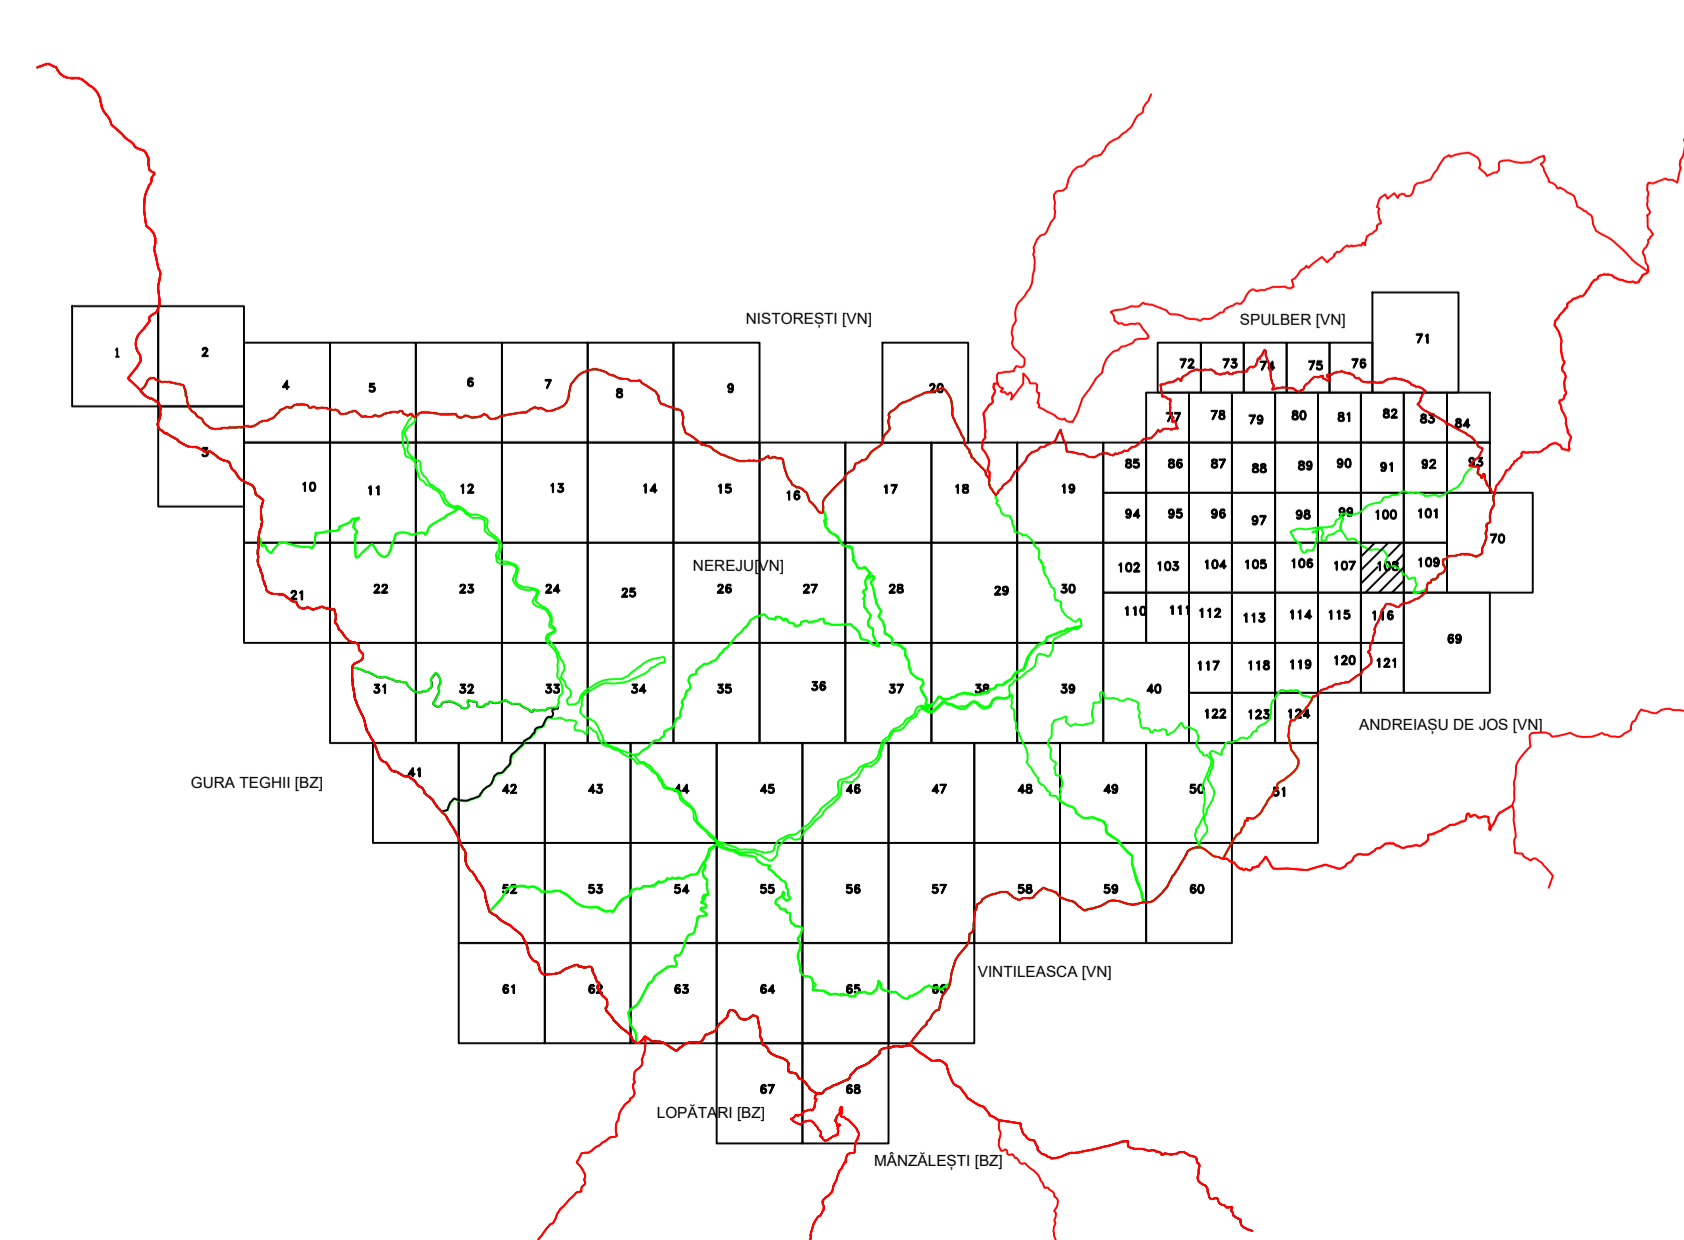 NISTOREȘTI [VN]
SPULBER [VN]
71
1 2
72 73 74 75 76
4 5 6 7 8 9 20
77 78 79 80 81 82 83 84
3
85 86 87 88 89 90 91 92 93
10 11 12 13 14 15 16 17 18 19
94 95 96 97 98 99 100 101
70
NEREJU[VN]
102 103 104 105 106 107 108 109
21 22 23 24 25 26 27 28 29 30
110 111 112 113 114 115 116
69
117 118 119 120 121
31 32 33 34 35 36 37 38 39 40
122 123 124
ANDREIAȘU DE JOS [VN]
GURA TEGHII [BZ]
41 42 43 44 45 46 47 48 49 50 51
52 53 54 55 56 57 58 59 60
VINTILEASCA [VN]
61 62 63 64 65 66
67 68
LOPĂTARI [BZ]
MÂNZĂLEȘTI [BZ]